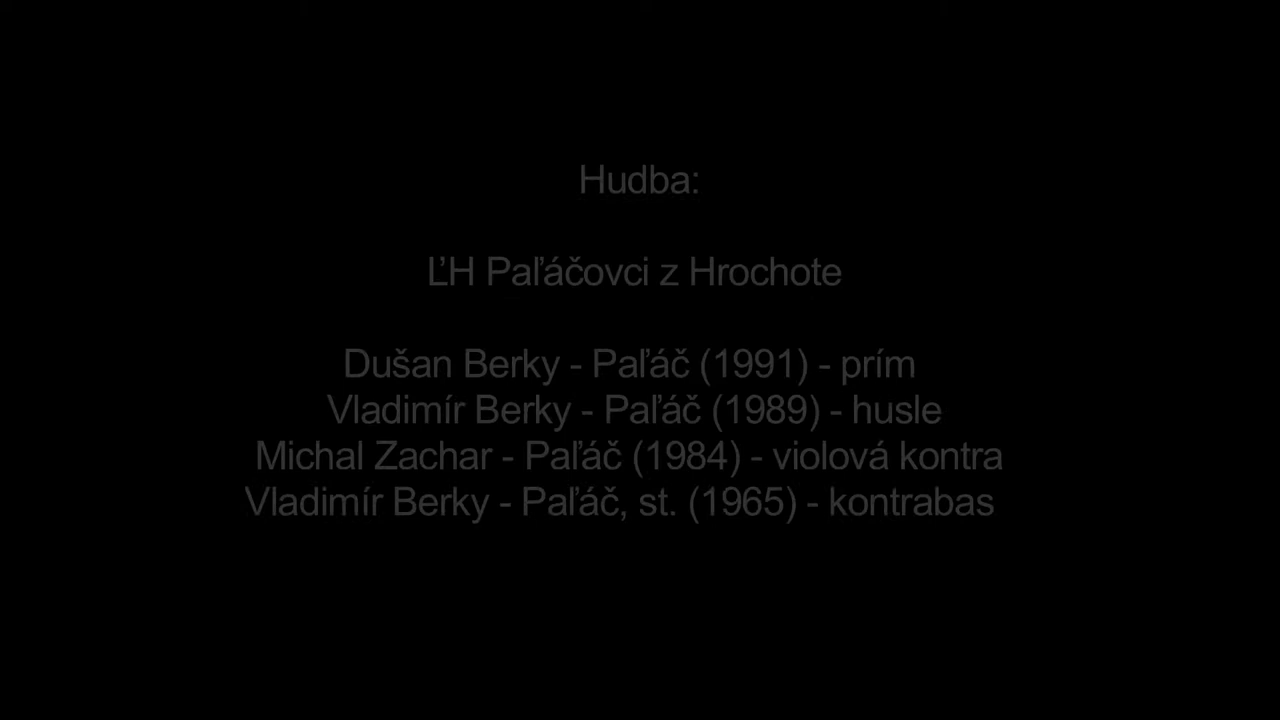 Hudba:
ĽH Paľáčovci z Hrochote
Dušan Berky - Paľáč (1991) - prím
Vladimír Berky - Paľáč (1989) - husle
Michal Zachar - Paľáč (1984) - violová kontra
Vladimír Berky - Paľáč, st. (1965) - kontrabas